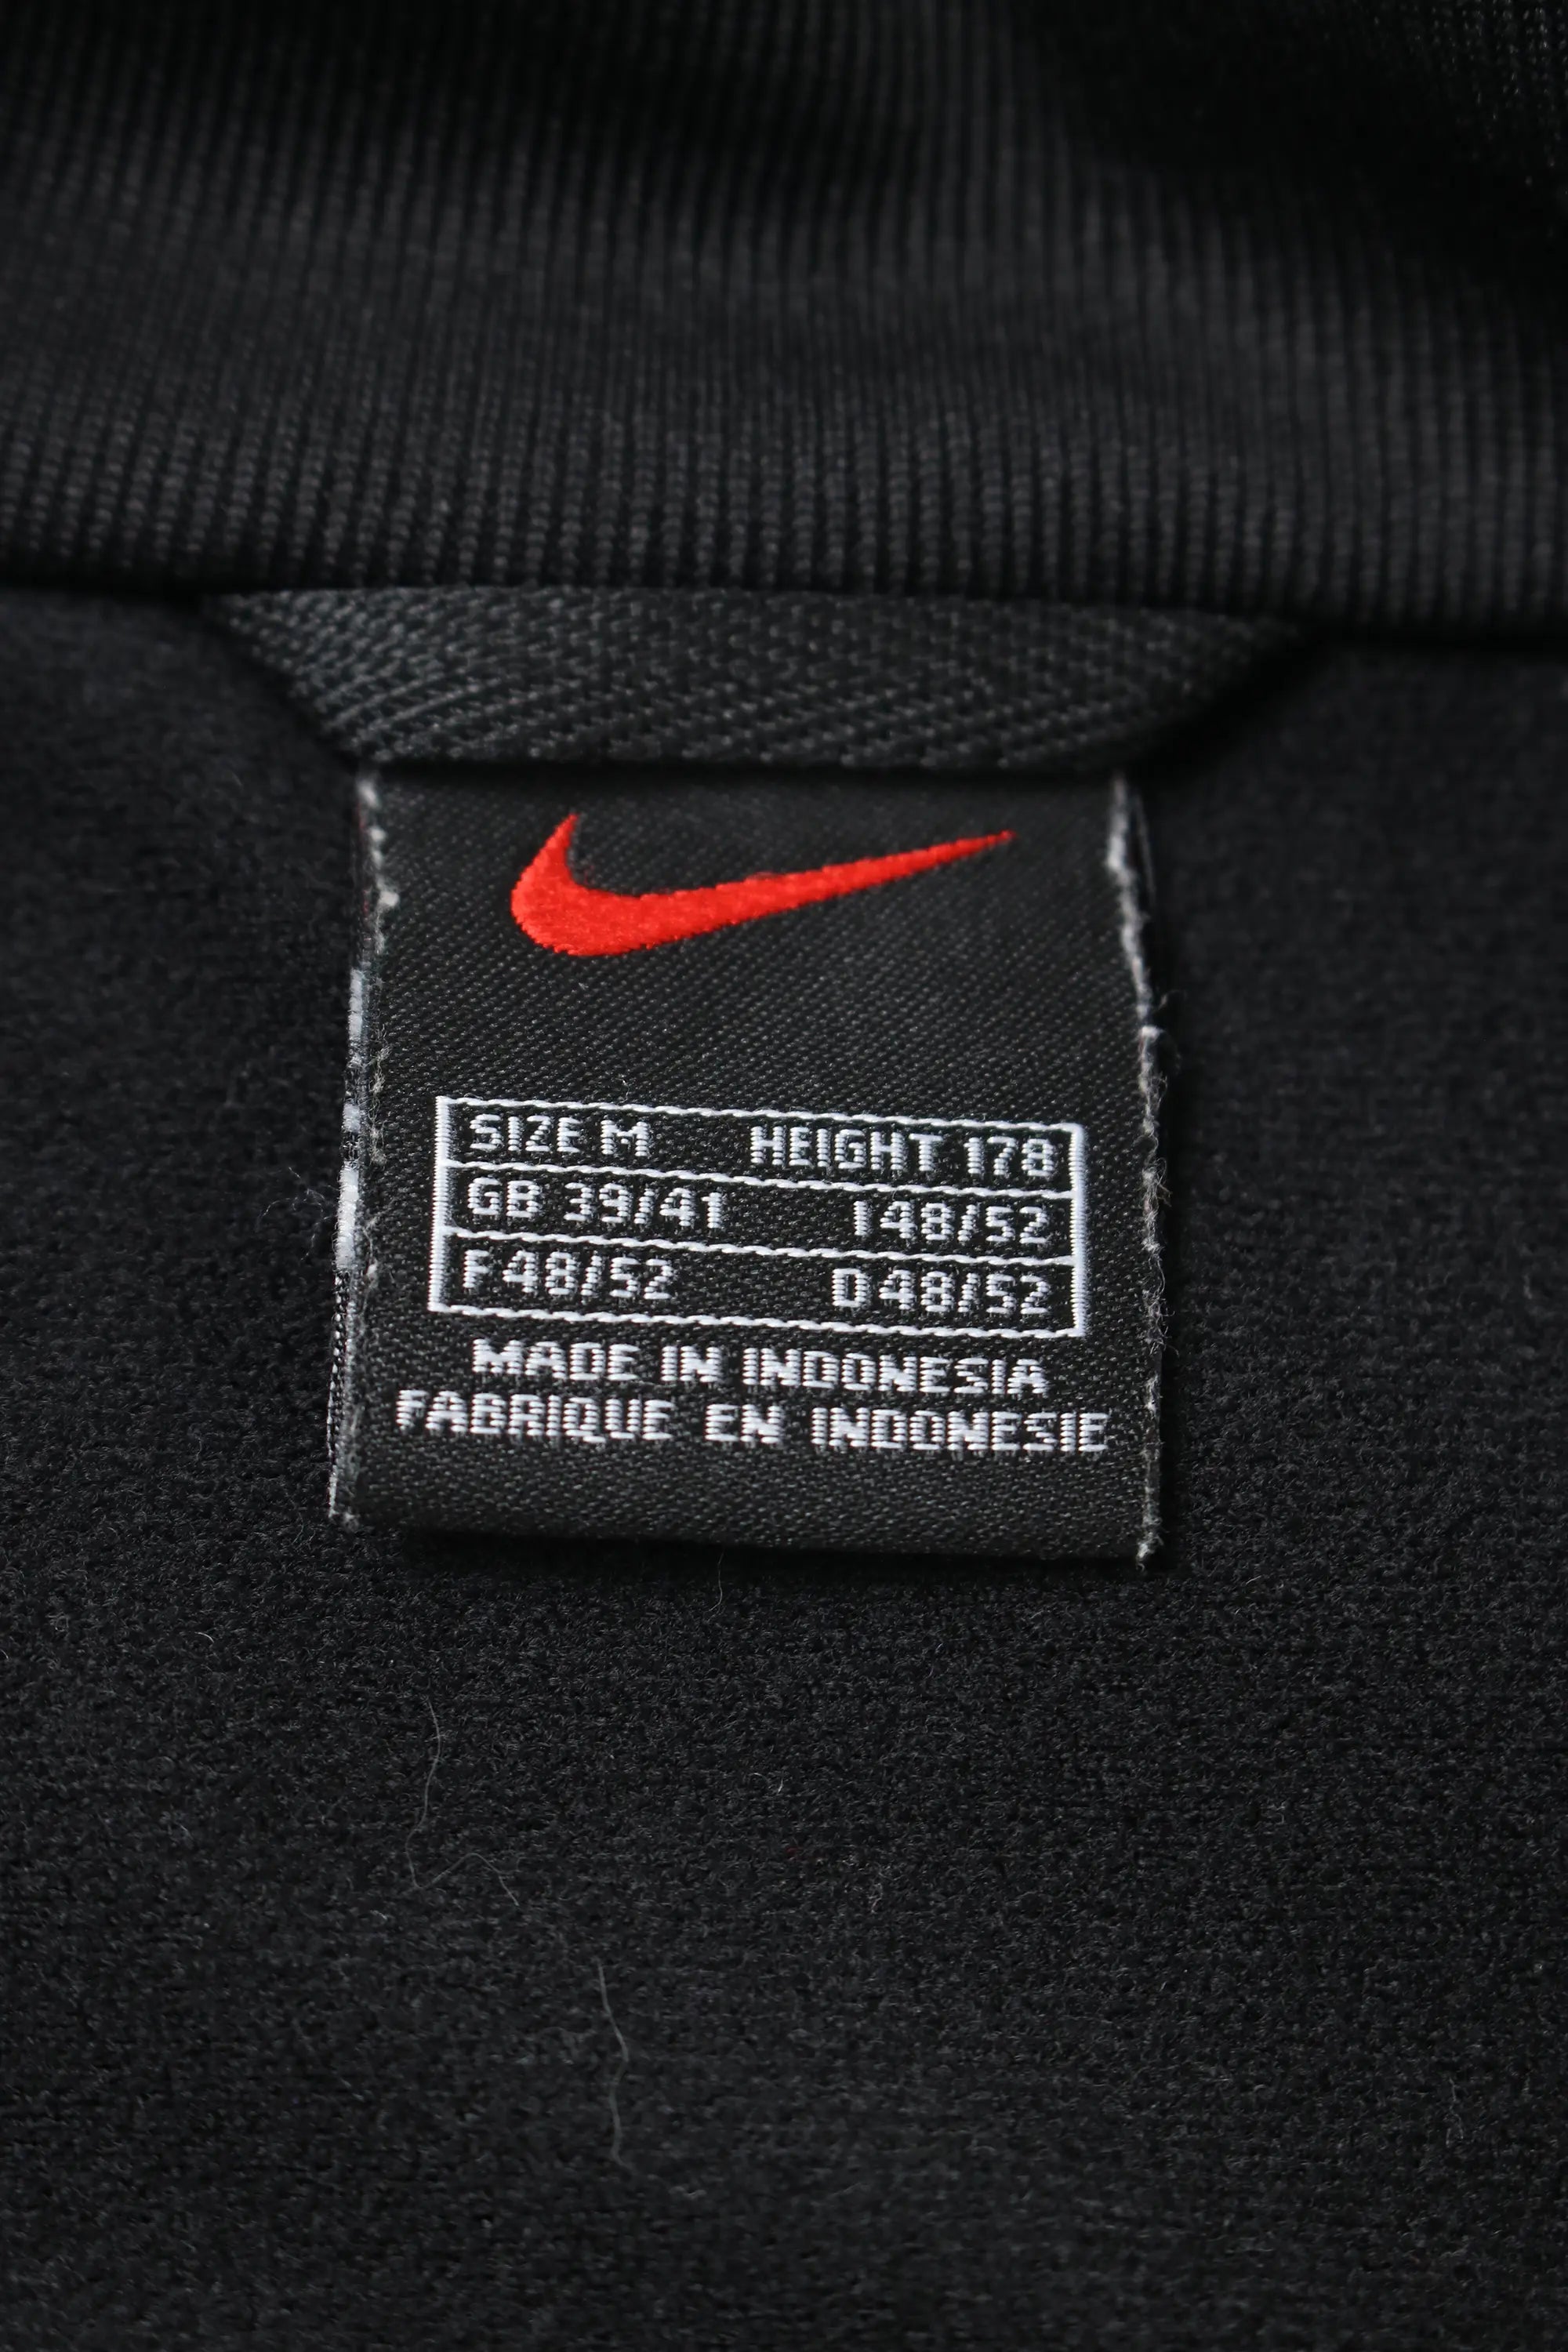 SIZE M HEIGHT 178
GB 39/41 I 48/52
F 48/52 D 48/52
MADE IN INDONESIA
FABRIQUE EN INDONESIE